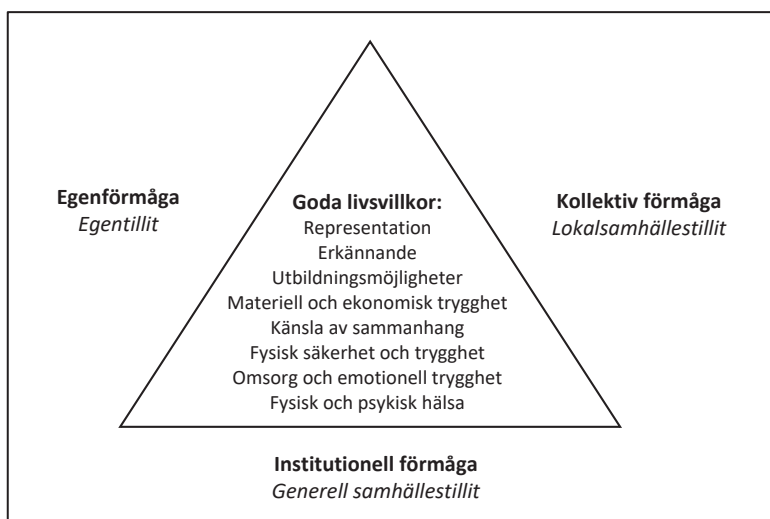 Egenförmåga
Egentillit
Goda livsvillkor:
Representation
Erkännande
Utbildningsmöjligheter
Materiell och ekonomisk trygghet
Känsla av sammanhang
Fysisk säkerhet och trygghet
Omsorg och emotionell trygghet
Fysisk och psykisk hälsa
Kollektiv förmåga
Lokalsamhällestillit
Institutionell förmåga
Generell samhällestillit